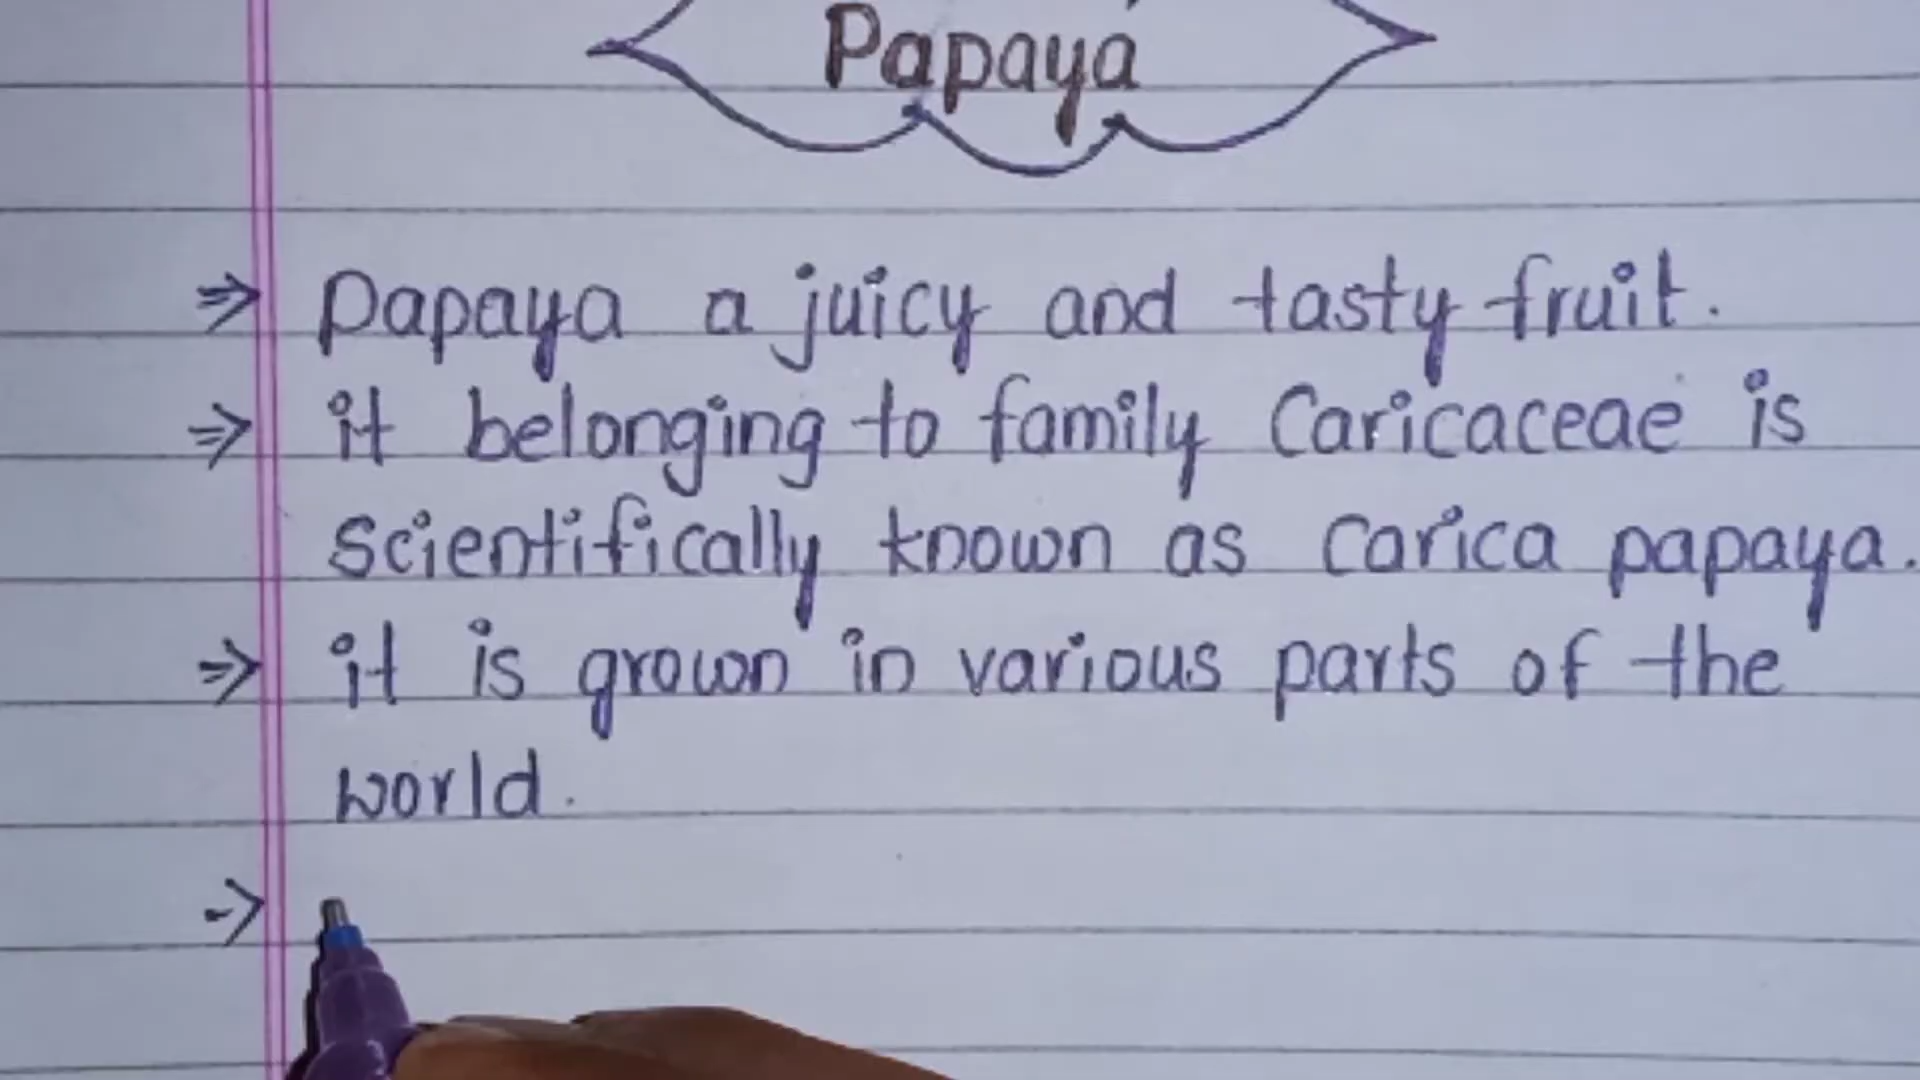 Papaya
⇒ Papaya a juicy and tasty fruit.
⇒ it belonging to family Caricaceae is
scientifically known as Carica papaya.
⇒ it is grown in various parts of the
world.
→